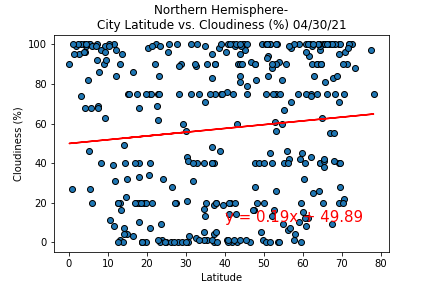 Northern Hemisphere-
City Latitude vs. Cloudiness (%) 04/30/21
100
80
60
40
20
0
Cloudiness (%)
y = 0.19x + 49.89
0 10 20 30 40 50 60 70 80
Latitude